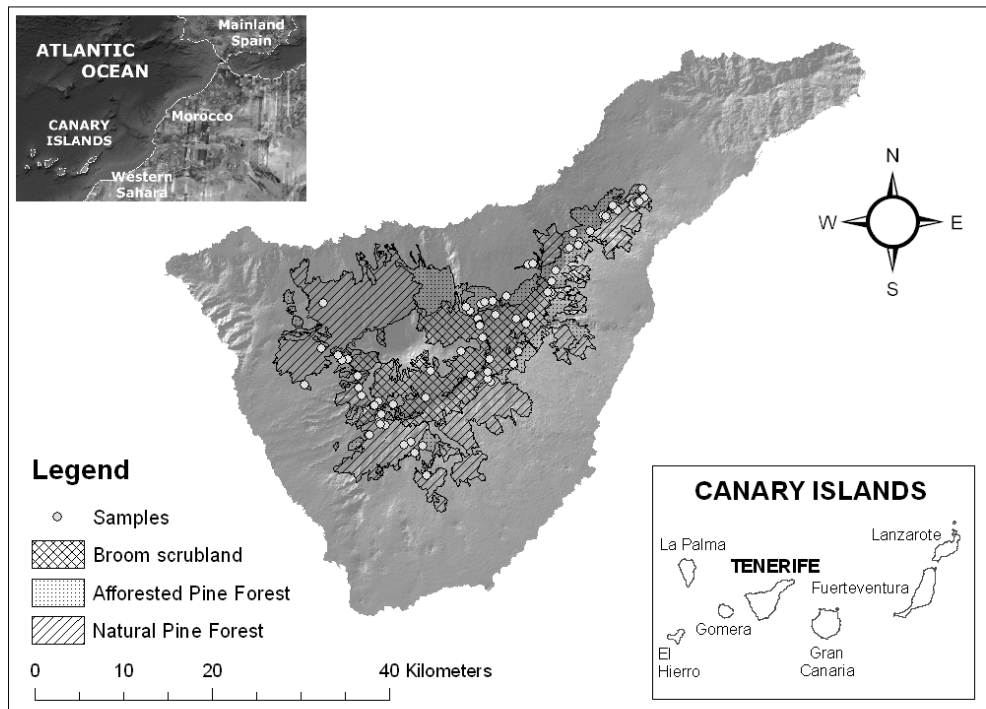 Mainland
Spain
ATLANTIC
OCEAN
Morocco
CANARY
ISLANDS
Western
Sahara
N
W
E
S
Legend
Samples
Broom scrubland
Afforested Pine Forest
Natural Pine Forest
0 10 20 40 Kilometers
CANARY ISLANDS
Lanzarote
La Palma
TENERIFE
Fuerteventura
Gomera
El
Hierro
Gran
Canaria